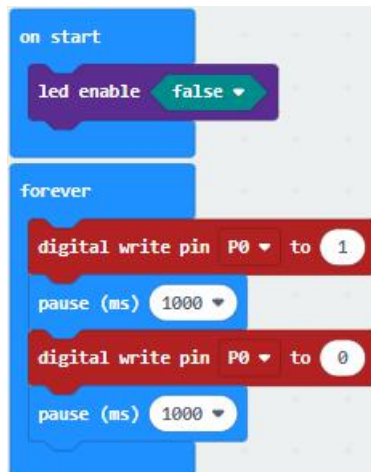 on start
led enable false
forever
digital write pin P0 to 1
pause (ms) 1000
digital write pin P0 to 0
pause (ms) 1000